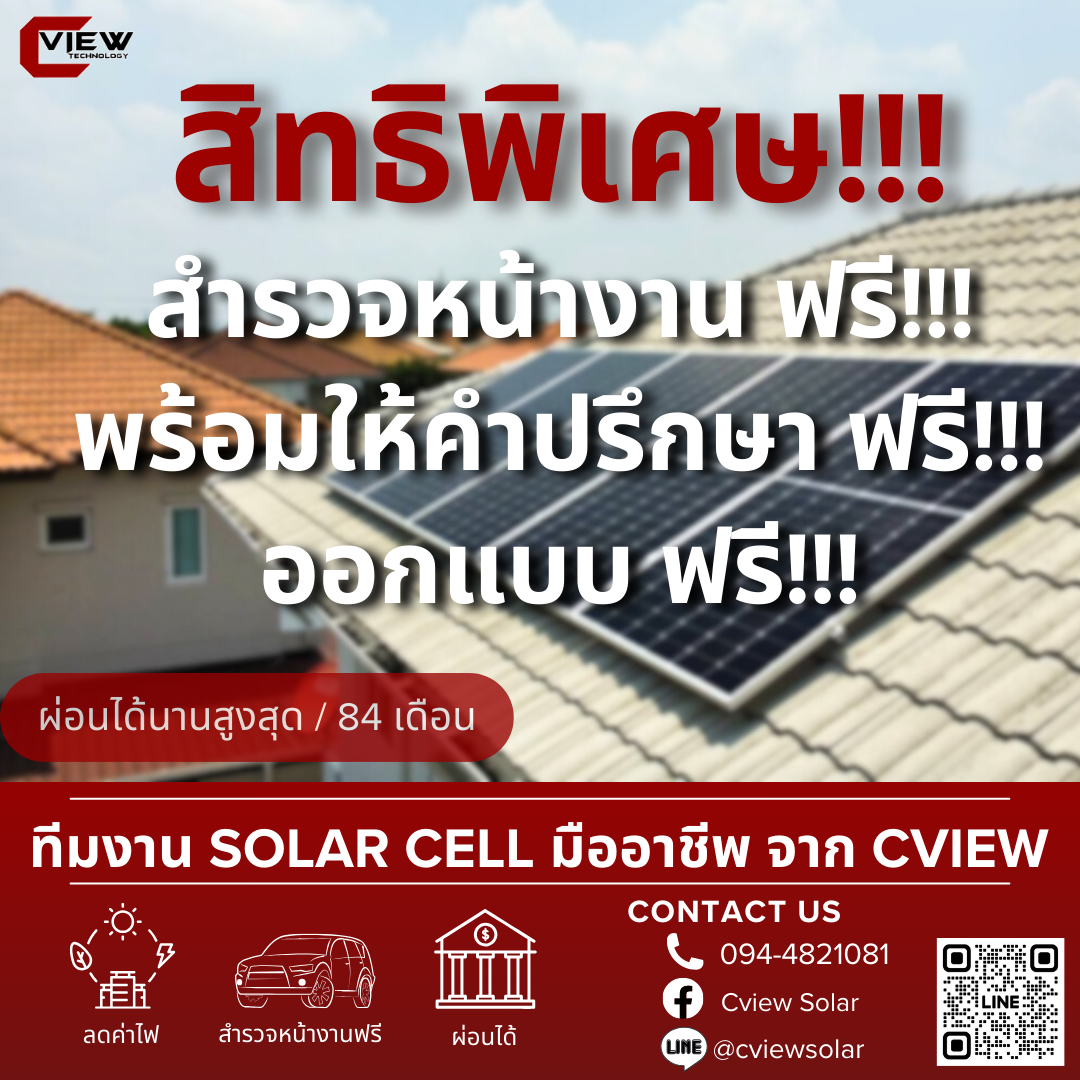 CVIEW
TECHNOLOGY
สิทธิพิเศษ!!!
สำรวจหน้างาน ฟรี!!!
พร้อมให้คำปรึกษา ฟรี!!!
ออกแบบ ฟรี!!!
ผ่อนได้นานสูงสุด / 84 เดือน
ทีมงาน SOLAR CELL มืออาชีพ จาก CVIEW
ลดค่าไฟ
สำรวจหน้างานฟรี
ผ่อนได้
CONTACT US
094-4821081
Cview Solar
LINE @cviewsolar
LINE